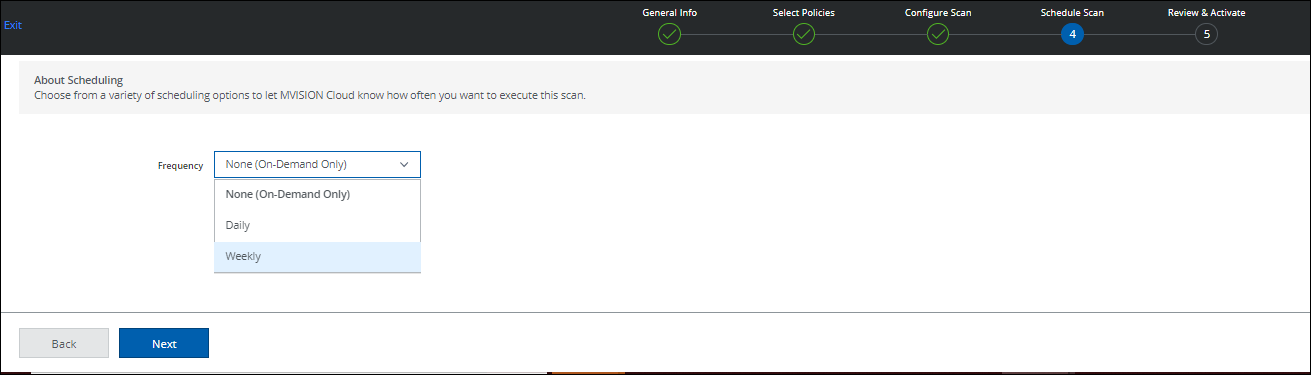 Exit
General Info
Select Policies
Configure Scan
Schedule Scan
Review & Activate
4
5
About Scheduling
Choose from a variety of scheduling options to let MVISION Cloud know how often you want to execute this scan.
Frequency
None (On-Demand Only)
None (On-Demand Only)
Daily
Weekly
Back
Next